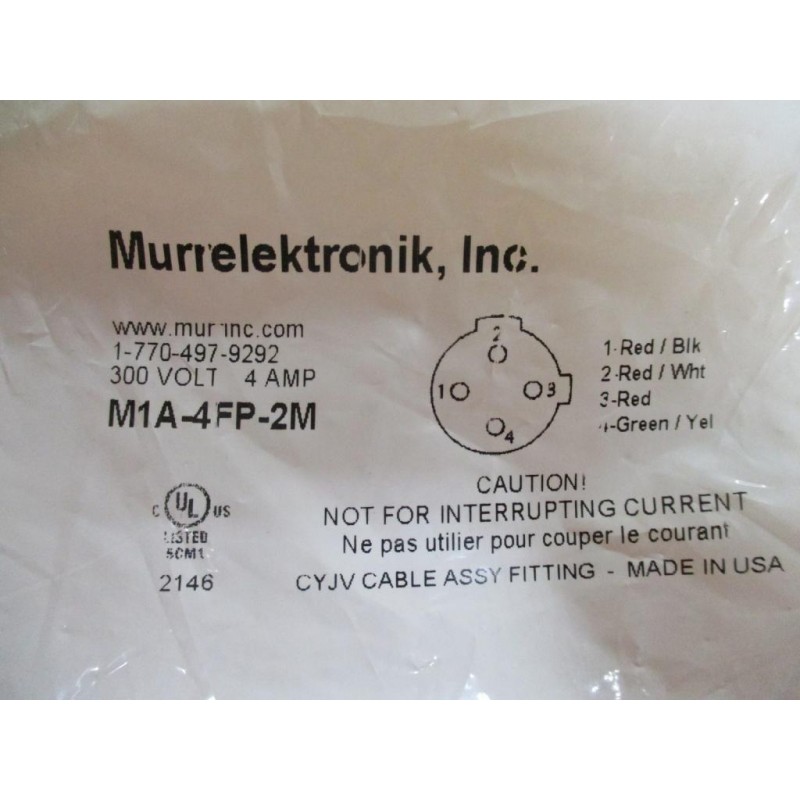 Murrelektronik, Inc.
www.murrinc.com
1-770-497-9292
300 VOLT 4 AMP
M1A-4FP-2M
2
1
3
4
1-Red / Blk
2-Red / Wht
3-Red
4-Green / Yel
C UL US
LISTED
5CM1
2146
CAUTION!
NOT FOR INTERRUPTING CURRENT
Ne pas utilier pour couper le courant
CYJV CABLE ASSY FITTING - MADE IN USA